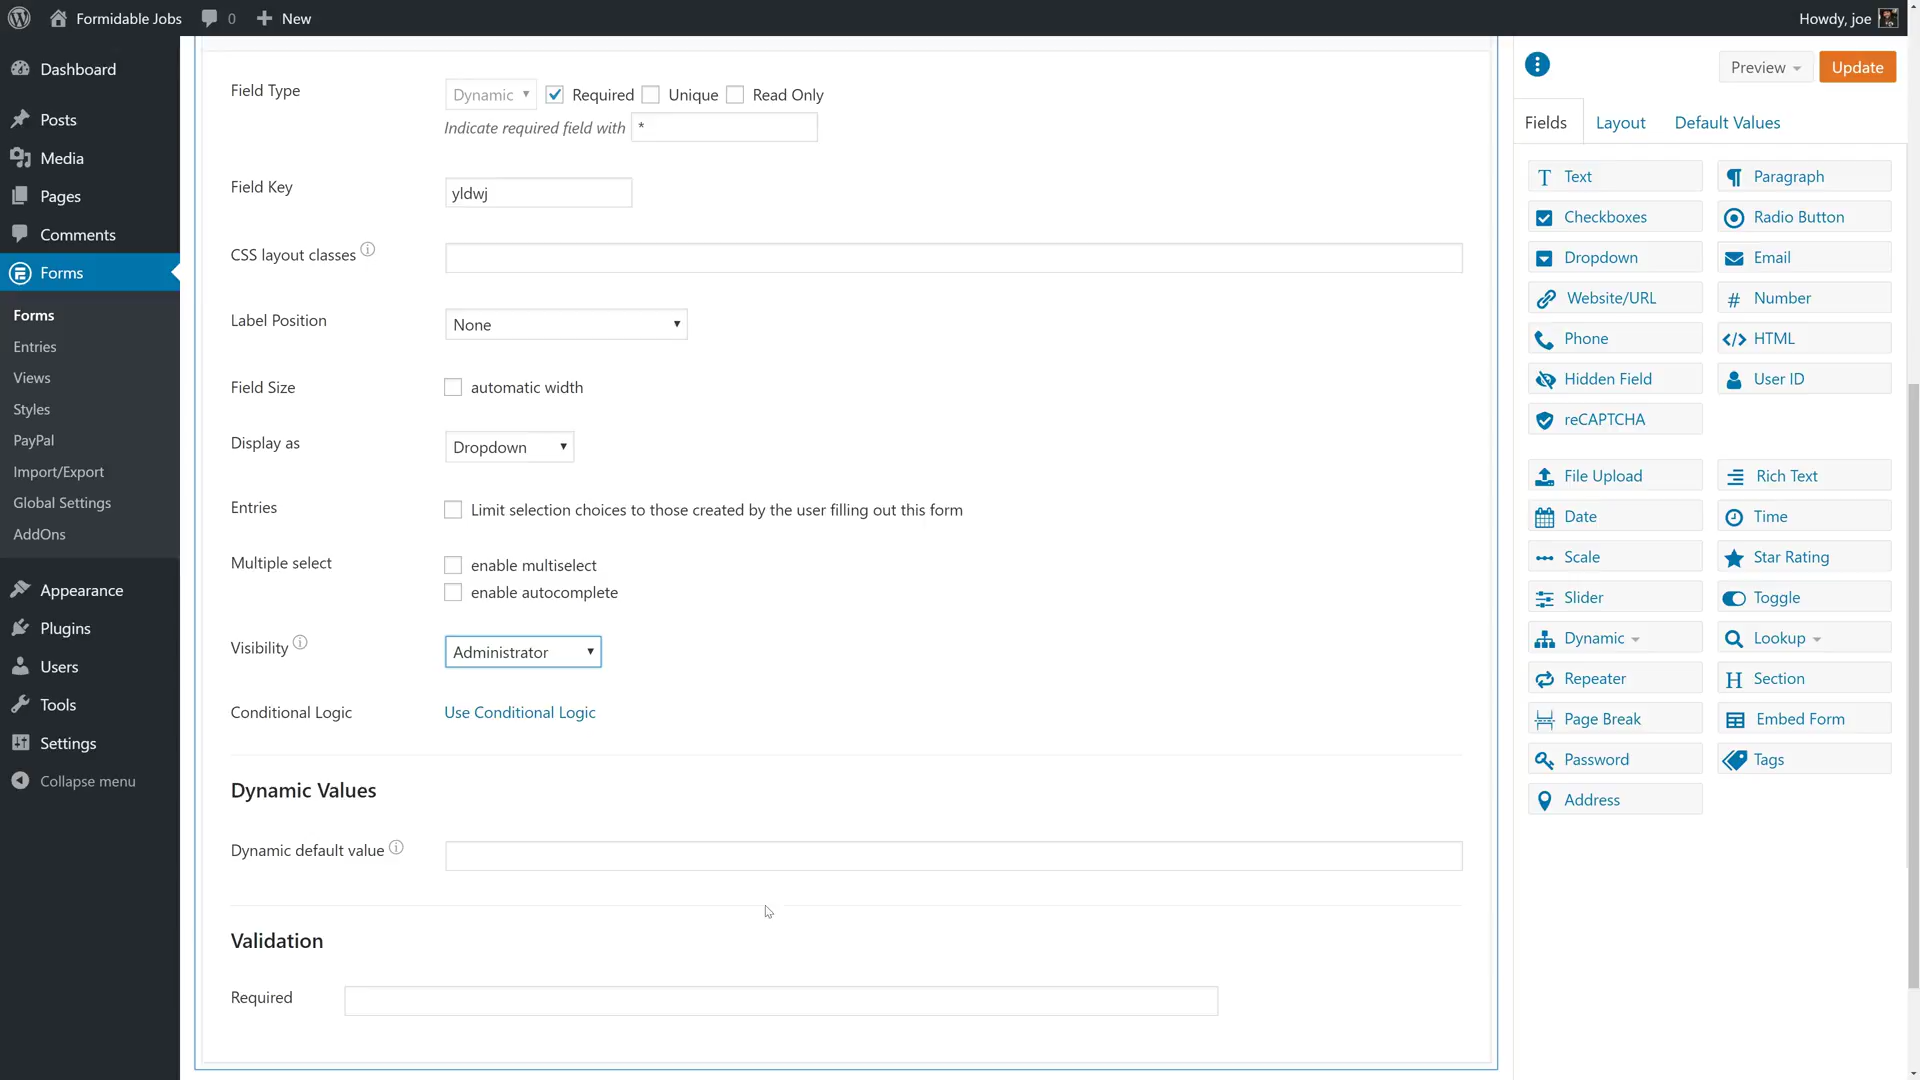 Formidable Jobs
0
New
Howdy, joe
Dashboard
Posts
Media
Pages
Comments
Forms
Forms
Entries
Views
Styles
PayPal
Import/Export
Global Settings
AddOns
Appearance
Plugins
Users
Tools
Settings
Collapse menu
Field Type
Dynamic
Required
Unique
Read Only
Indicate required field with *
Field Key
yldwj
CSS layout classes
Label Position
None
Field Size
automatic width
Display as
Dropdown
Entries
Limit selection choices to those created by the user filling out this form
Multiple select
enable multiselect
enable autocomplete
Visibility
Administrator
Conditional Logic
Use Conditional Logic
Dynamic Values
Dynamic default value
Validation
Required
Preview
Update
Fields
Layout
Default Values
Text
Paragraph
Checkboxes
Radio Button
Dropdown
Email
Website/URL
Number
Phone
HTML
Hidden Field
User ID
reCAPTCHA
File Upload
Rich Text
Date
Time
Scale
Star Rating
Slider
Toggle
Dynamic
Lookup
Repeater
Section
Page Break
Embed Form
Password
Tags
Address